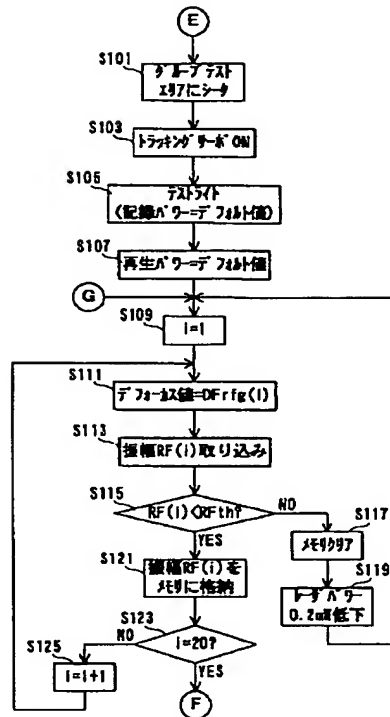 E
S101
グルーブテスト
エリアにシーク
S103
トラッキングサーボON
S105
テストライト
(記録パワー=デフォルト値)
S107
再生パワー=デフォルト値
G
S109
i=1
S111
デフォーカス値=DFrfg(i)
S113
振幅RF(i)取り込み
S115
RF(i)<RFth?
NO
S117
YES
メモリクリア
S121
振幅RF(i)を
メモリに格納
S119
レーザパワー
0.2mW低下
S123
NO
i=20?
S125
i=i+1
YES
F